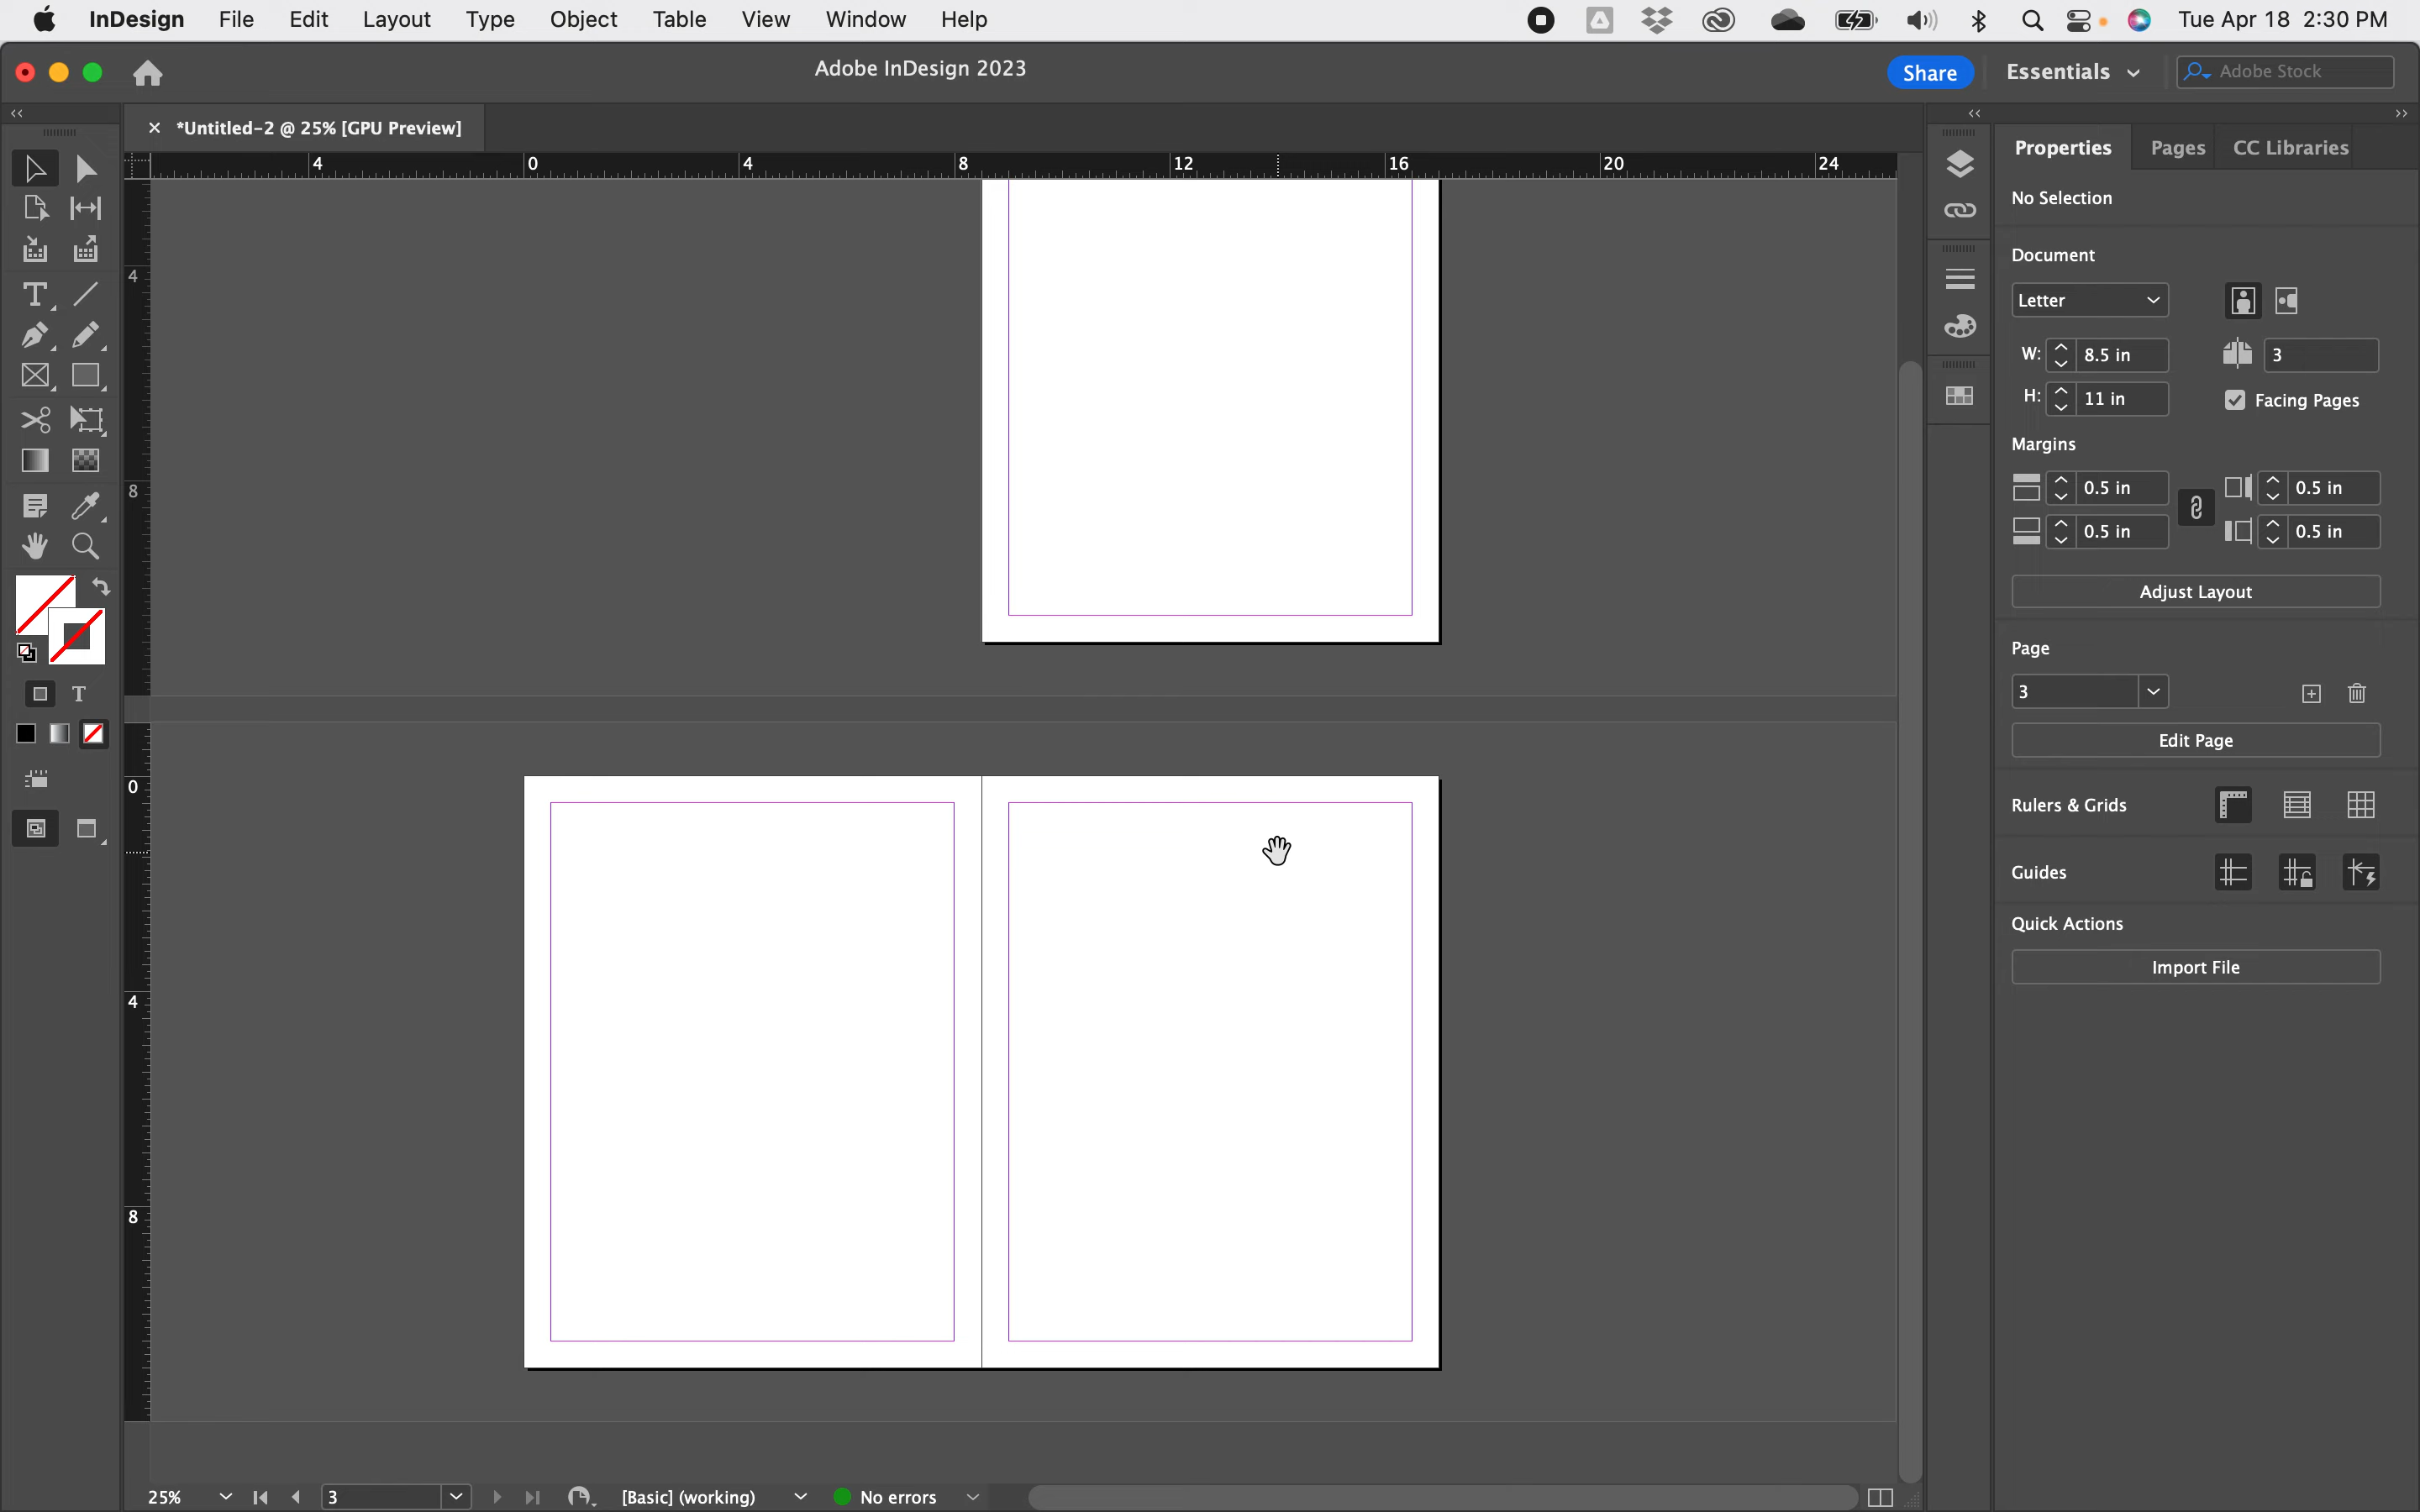 InDesign File Edit Layout Type Object Table View Window Help Tue Apr 18 2:30 PM
Adobe InDesign 2023 Share Essentials Adobe Stock
× *Untitled-2 @ 25% [GPU Preview]
Properties Pages CC Libraries
4 0 4 8 12 16 20 24
No Selection
Document
4
Letter
W: 8.5 in 3
H: 11 in Facing Pages
Margins
8
0.5 in 0.5 in
0.5 in 0.5 in
Adjust Layout
Page
3
T
Edit Page
0
Rulers & Grids
Guides
Quick Actions
Import File
4
8
25% 3 [Basic] (working) No errors